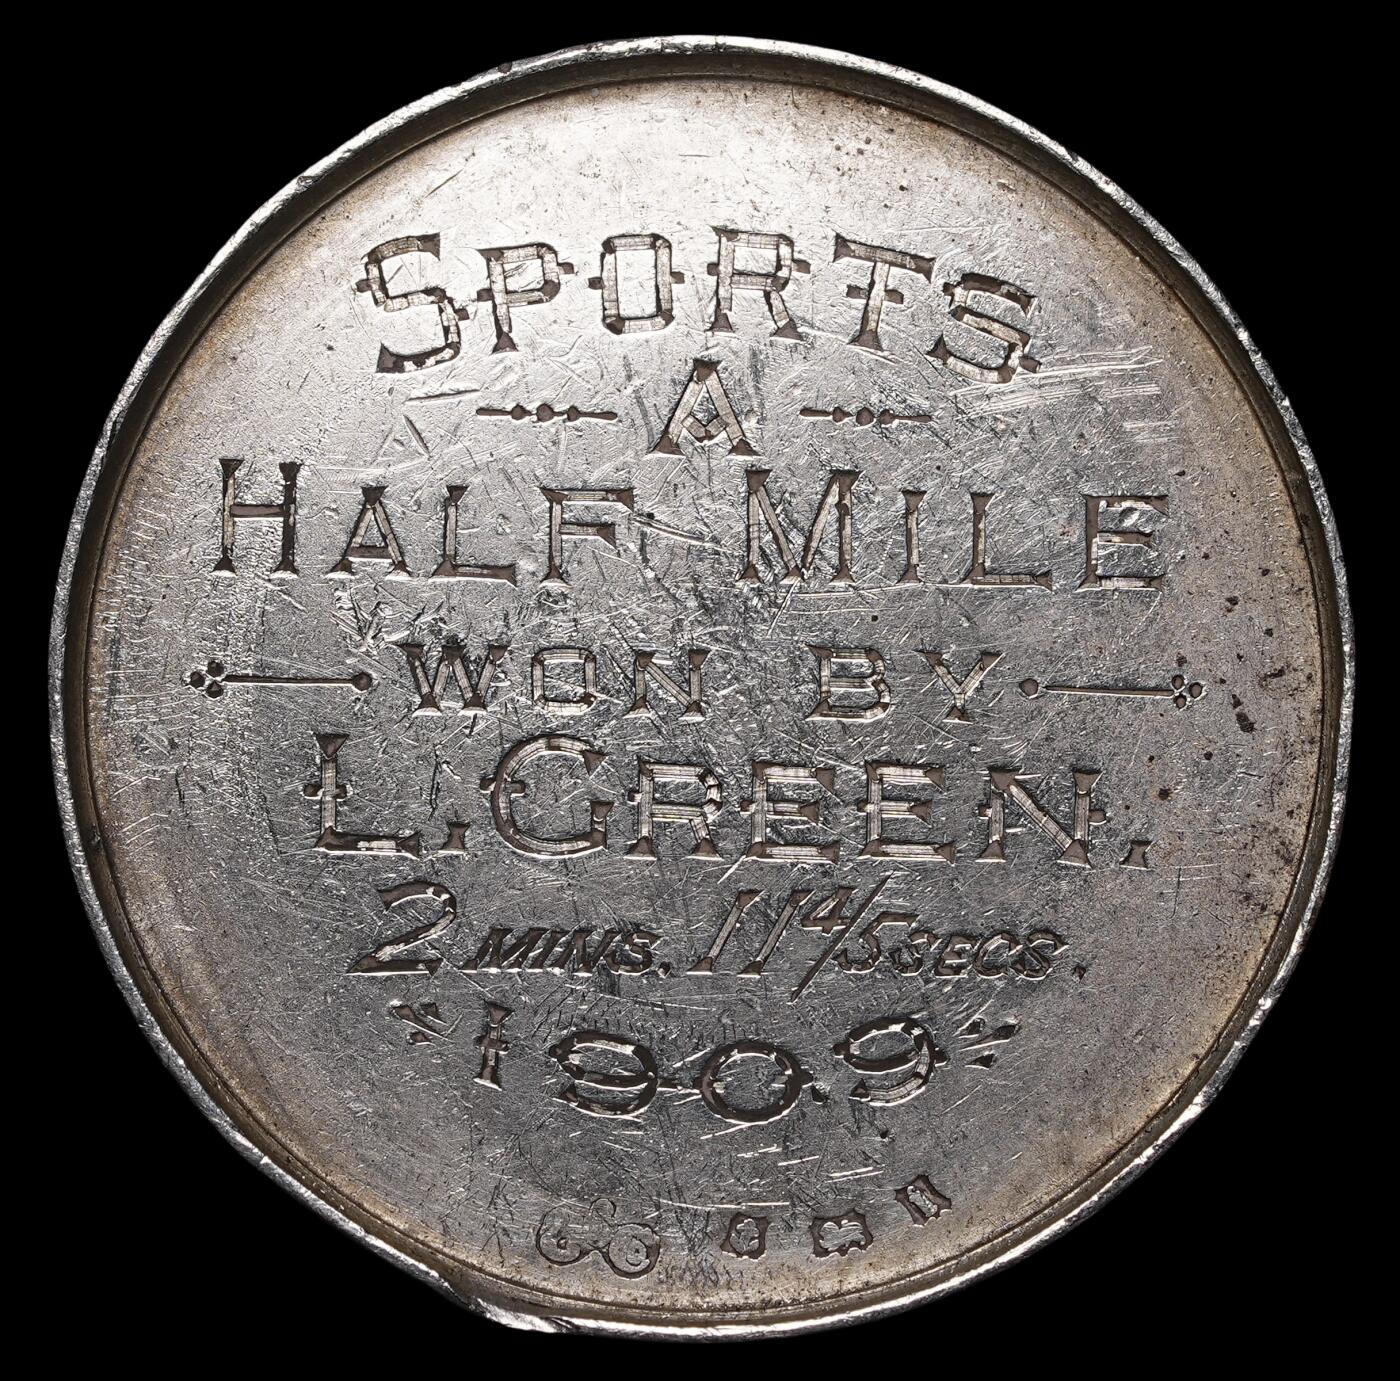 SPORTS
A
HALF MILE
WON BY
L. GREEN.
2 MINS. 11 4/5 SECS.
"1909"